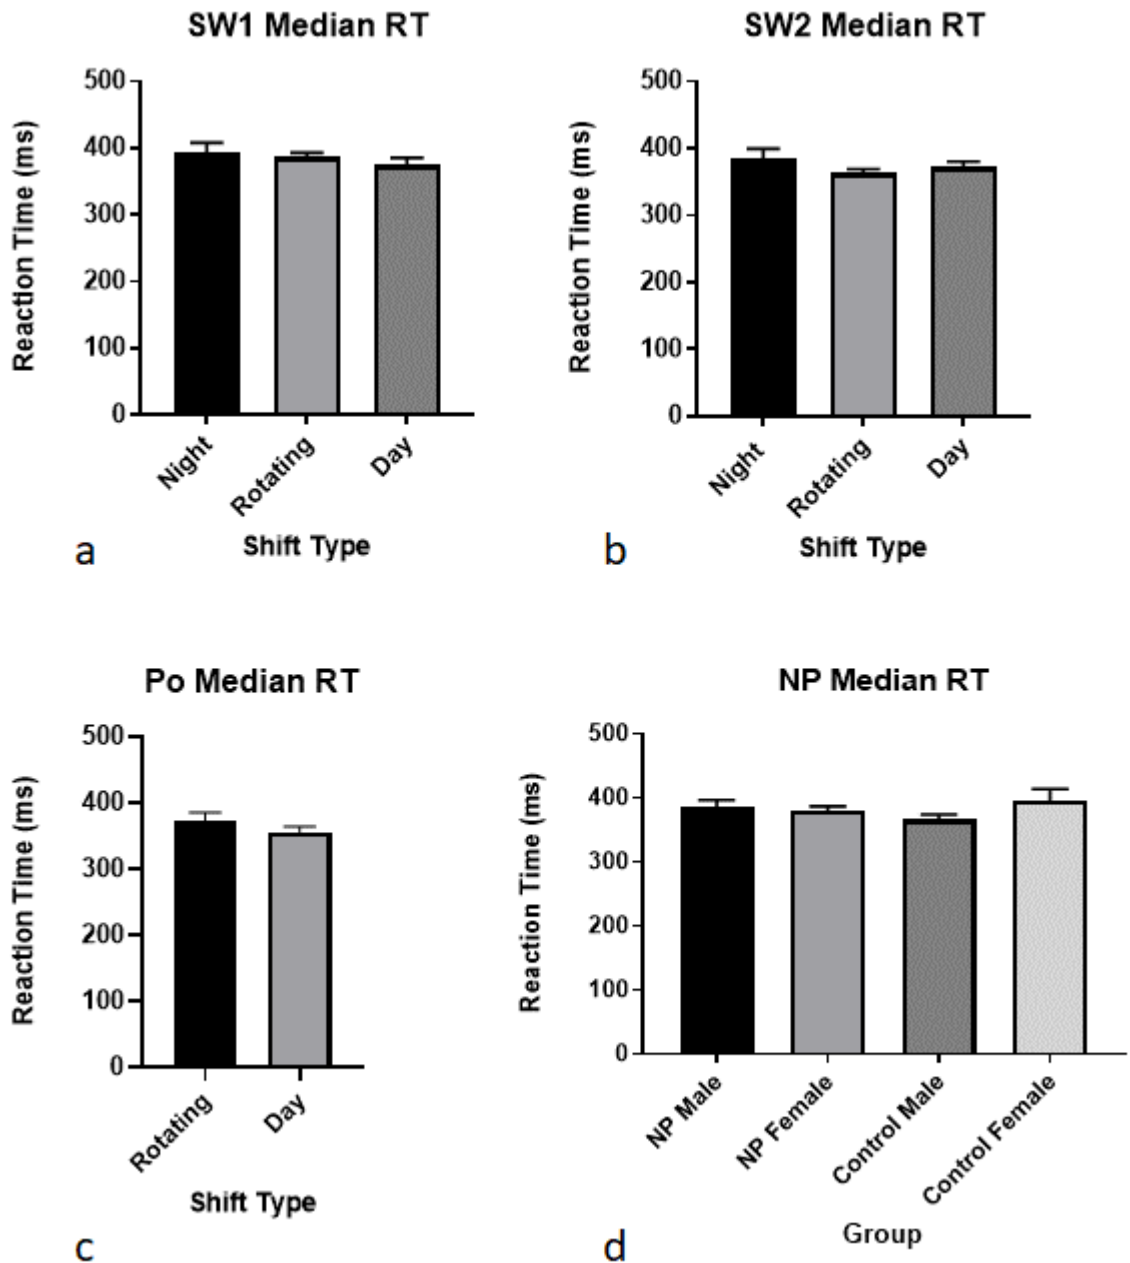 SW1 Median RT
Reaction Time (ms)
500
400
300
200
100
0
Night
Rotating
Day
Shift Type
a
SW2 Median RT
Reaction Time (ms)
500
400
300
200
100
0
Night
Rotating
Day
Shift Type
b
Po Median RT
Reaction Time (ms)
500
400
300
200
100
0
Rotating
Day
Shift Type
c
NP Median RT
Reaction Time (ms)
500
400
300
200
100
0
NP Male
NP Female
Control Male
Control Female
Group
d